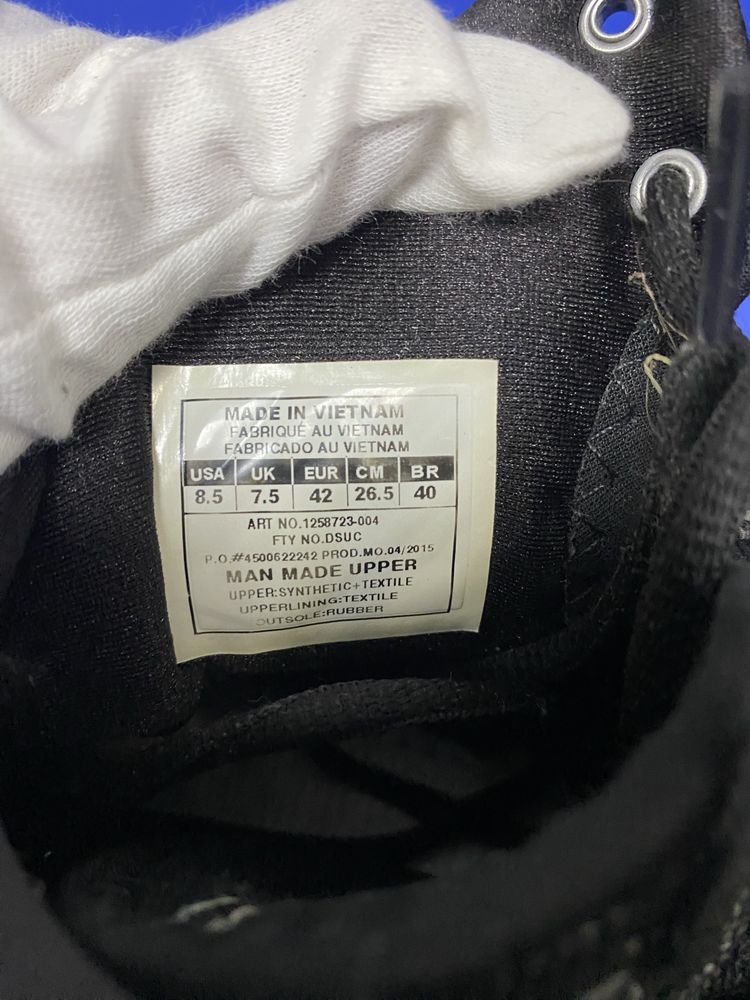 MADE IN VIETNAM
FABRIQUÉ AU VIETNAM
FABRICADO AU VIETNAM
USA UK EUR CM BR
8.5 7.5 42 26.5 40
ART NO.1258723-004
FTY NO.DSUC
P.O.#4500622242 PROD.MO.04/2015
MAN MADE UPPER
UPPER:SYNTHETIC+TEXTILE
UPPERLINING:TEXTILE
OUTSOLE:RUBBER